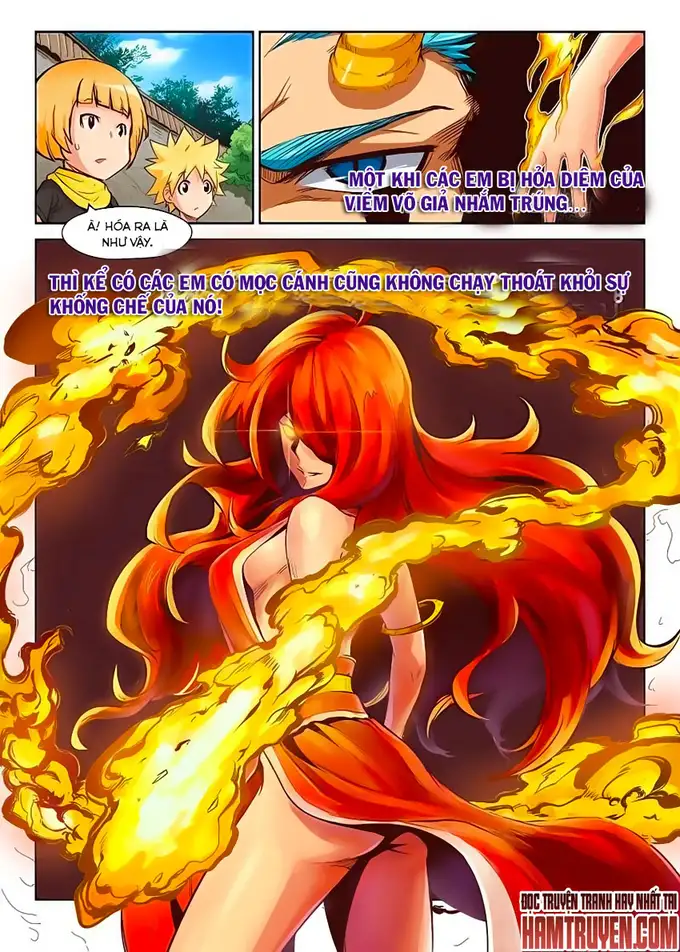 À! HÓA RA LÀ
NHƯ VẬY.
MỘT KHI CÁC EM BỊ HỎA DIỆM CỦA
VIÊM VÕ GIẢ NHẮM TRÚNG...
THÌ KỂ CÓ CÁC EM CÓ MỌC CÁNH CŨNG KHÔNG CHẠY THOÁT KHỎI SỰ
KHỐNG CHẾ CỦA NÓ!
ĐỌC TRUYỆN TRANH HAY NHẤT TẠI
HAMTRUYEN.COM